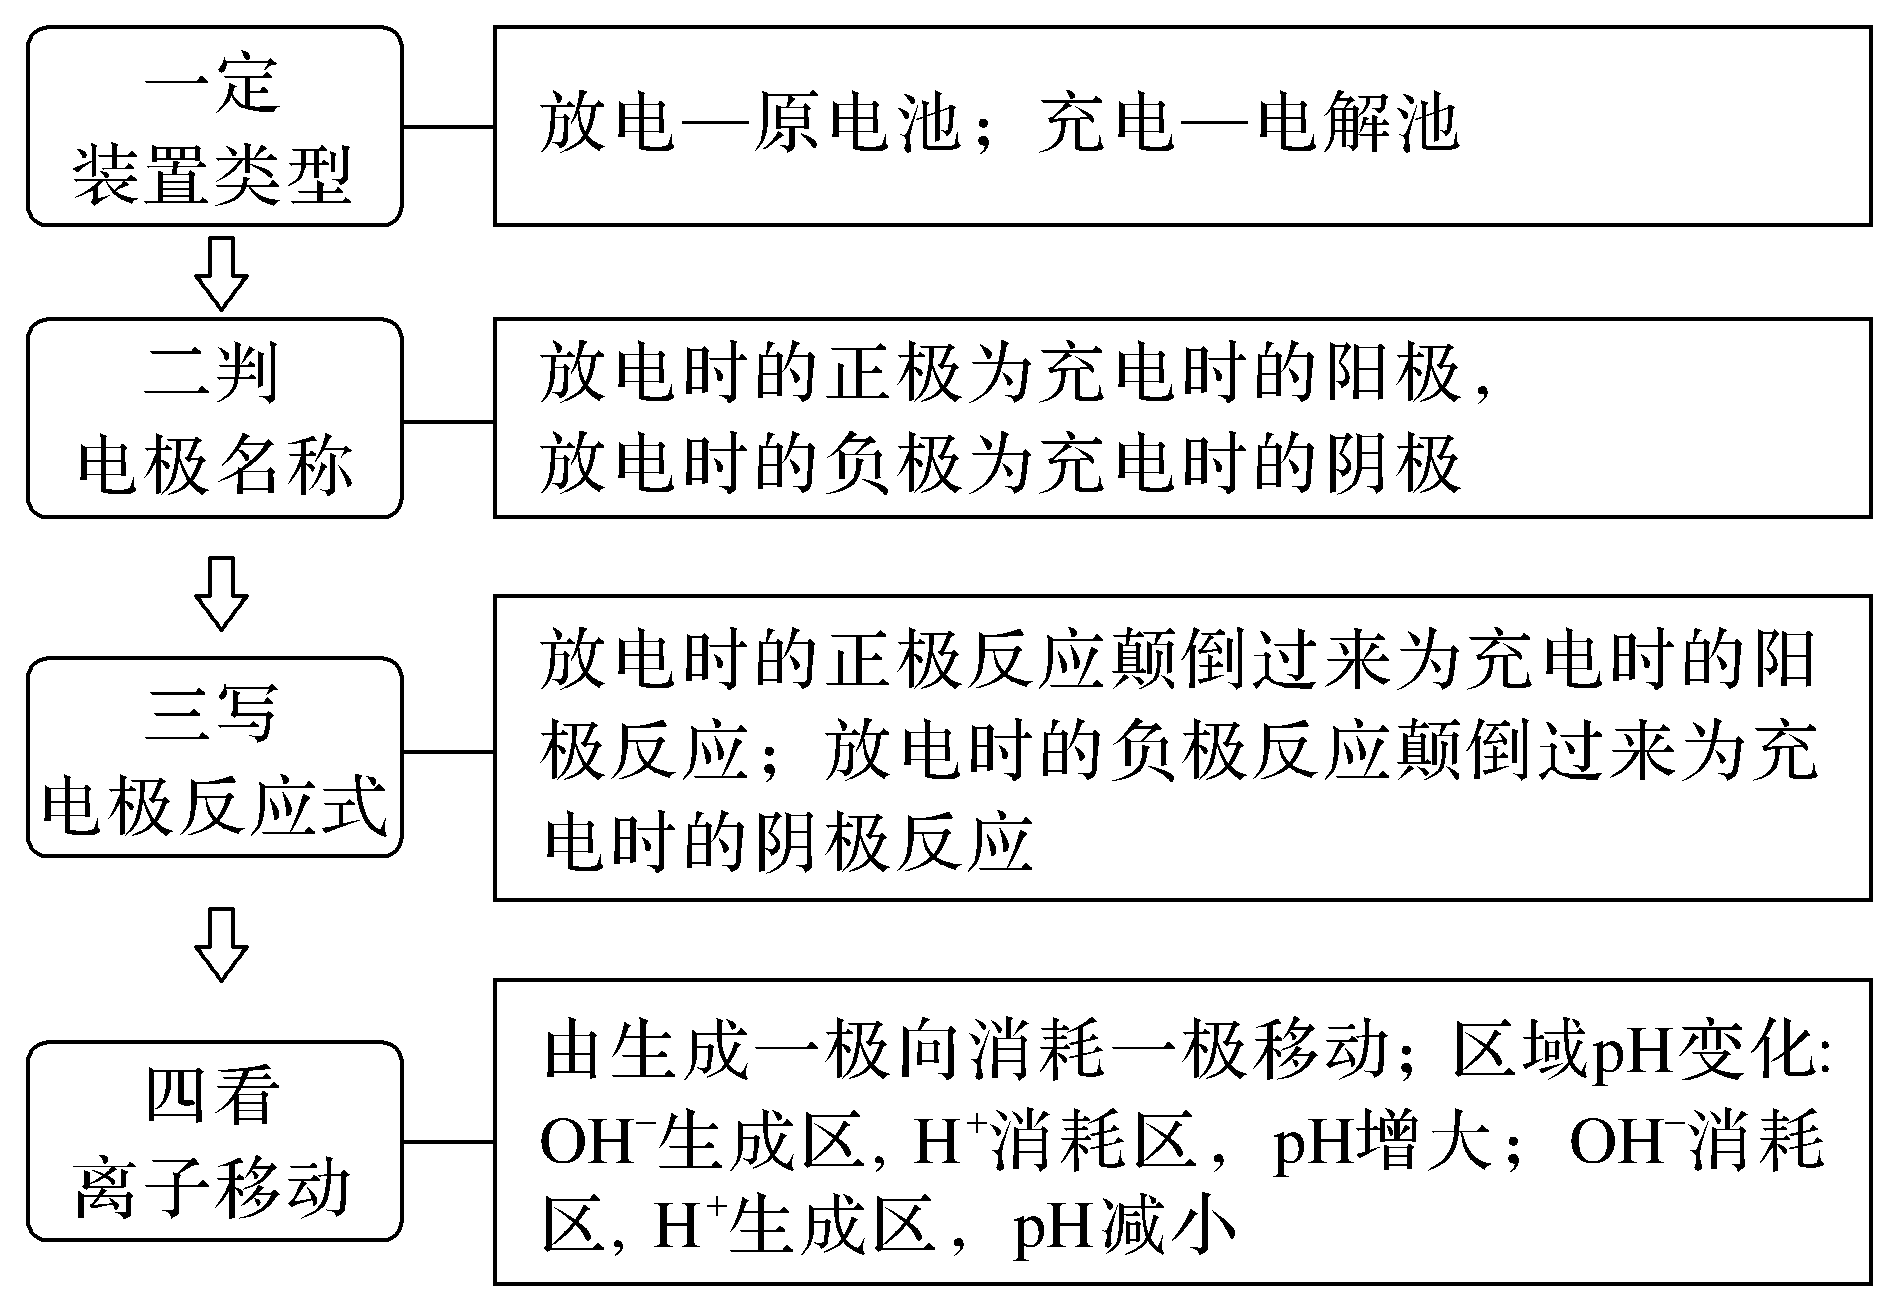 一定
装置类型
放电—原电池；充电—电解池
二判
电极名称
放电时的正极为充电时的阳极，
放电时的负极为充电时的阴极
三写
电极反应式
放电时的正极反应颠倒过来为充电时的阳
极反应；放电时的负极反应颠倒过来为充
电时的阴极反应
四看
离子移动
由生成一极向消耗一极移动；区域pH变化:
OH⁻生成区, H⁺消耗区，pH增大；OH⁻消耗
区, H⁺生成区，pH减小